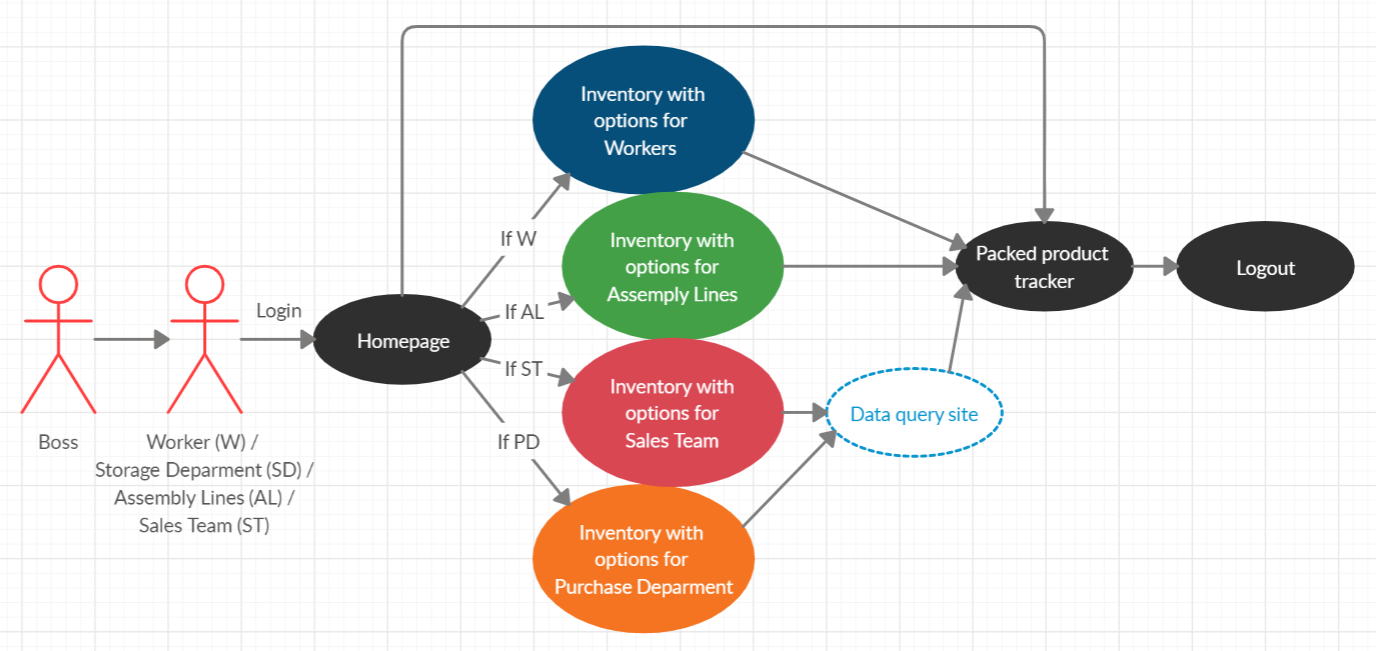 Boss
Worker (W) /
Storage Deparment (SD) /
Assembly Lines (AL) /
Sales Team (ST)
Login
Homepage
If W
If AL
If ST
If PD
Inventory with
options for
Workers
Inventory with
options for
Assemply Lines
Inventory with
options for
Sales Team
Inventory with
options for
Purchase Deparment
Data query site
Packed product
tracker
Logout